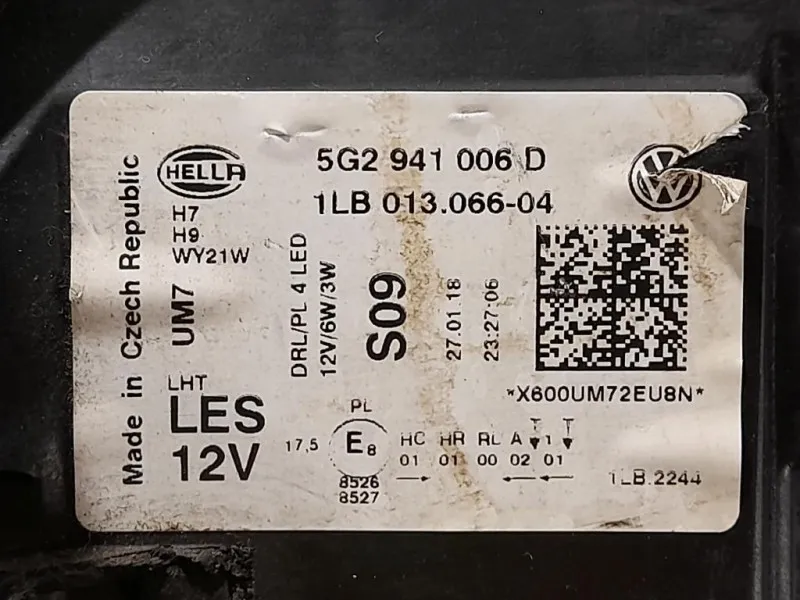 Made in Czech Republic
HELLA
5G2 941 006 D
1LB 013.066-04
H7
H9
WY21W
UM7
DRL/PL 4 LED
12V/6W/3W
S09
27.01.18
23:27:06
*X600UM72EU8N*
LHT
LES
12V
PL
17,5
E8
8526
8527
HC HR RL A 1
01 01 00 02 01
1LB.2244